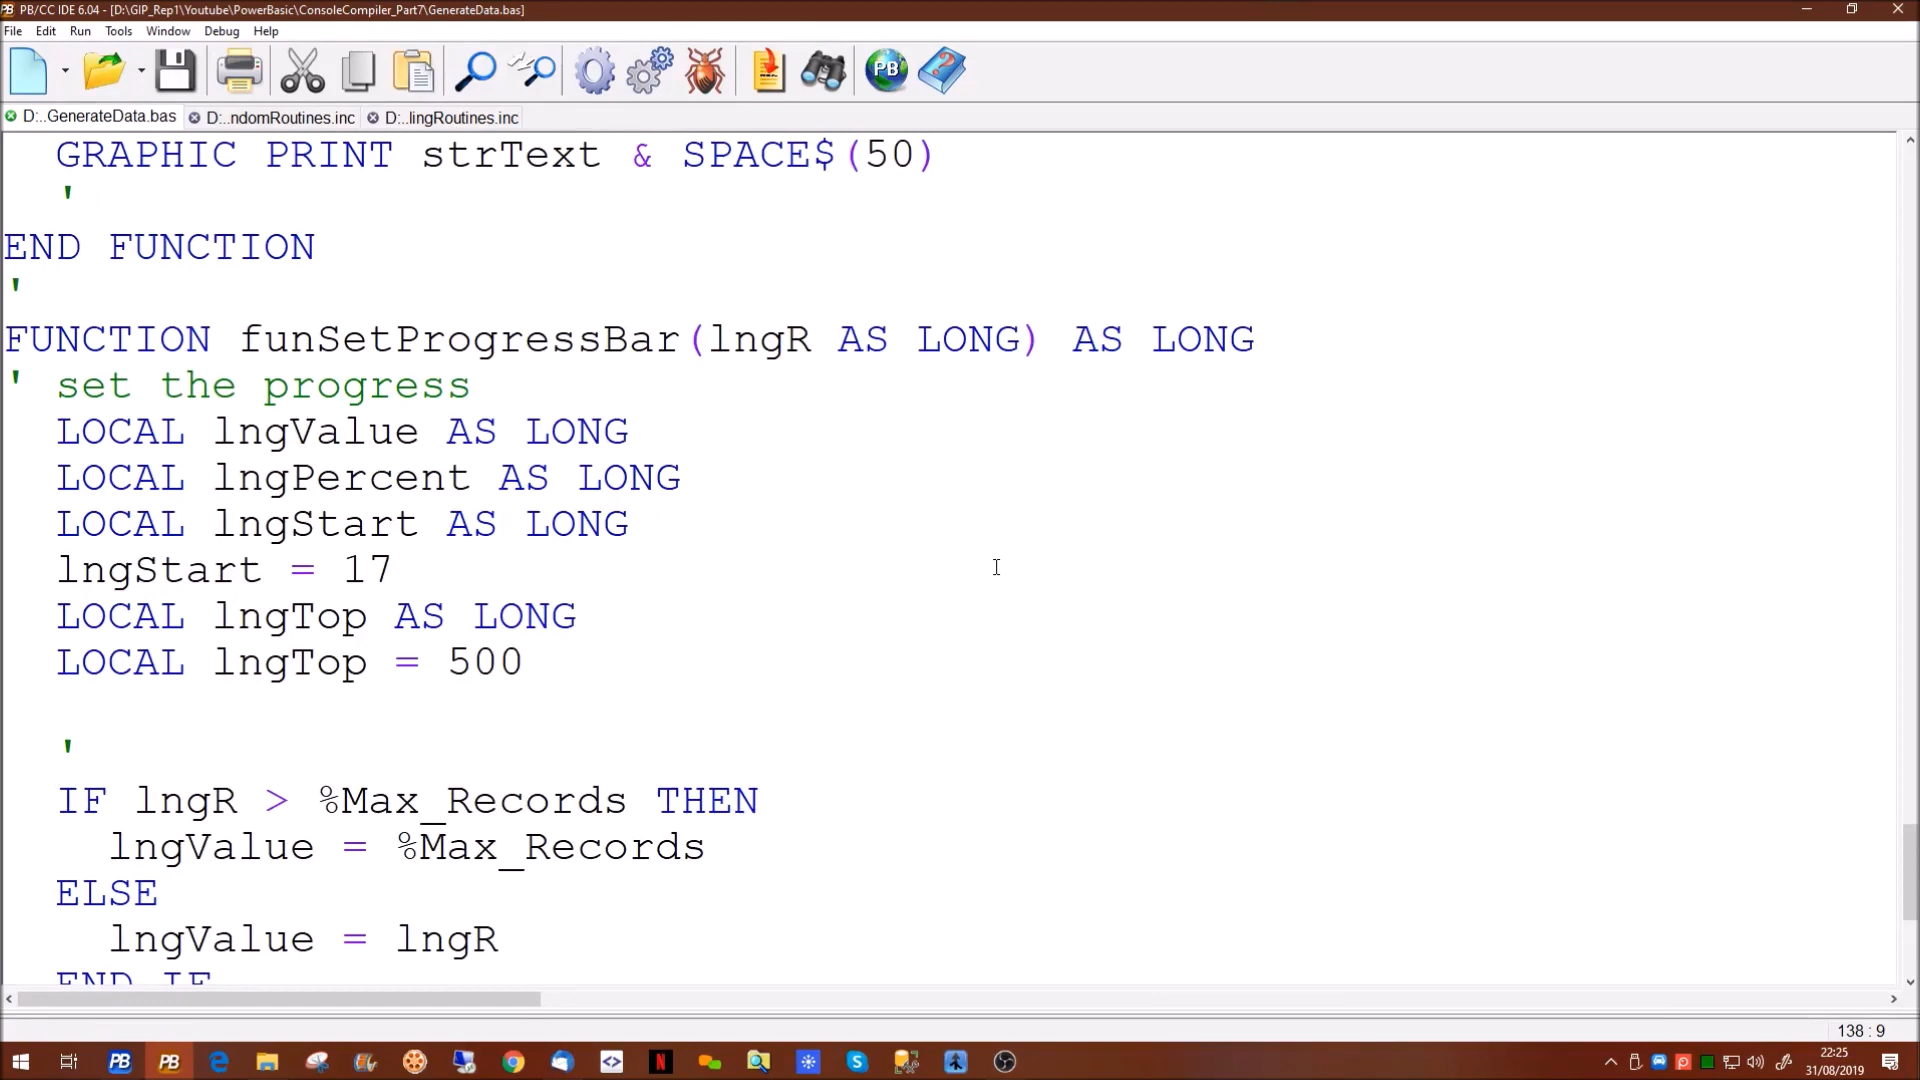 PB/CC IDE 6.04 - [D:\GIP_Rep1\Youtube\PowerBasic\ConsoleCompiler_Part7\GenerateData.bas]
File Edit Run Tools Window Debug Help
D:..GenerateData.bas D:..ndomRoutines.inc D:..lingRoutines.inc
GRAPHIC PRINT strText & SPACE$(50)
'
END FUNCTION
'
FUNCTION funSetProgressBar(lngR AS LONG) AS LONG
' set the progress
LOCAL lngValue AS LONG
LOCAL lngPercent AS LONG
LOCAL lngStart AS LONG
lngStart = 17
LOCAL lngTop AS LONG
LOCAL lngTop = 500
'
IF lngR > %Max_Records THEN
lngValue = %Max_Records
ELSE
lngValue = lngR
END IF
138 : 9
22:25
31/08/2019